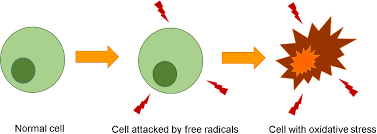 Normal cell
Cell attacked by free radicals
Cell with oxidative stress